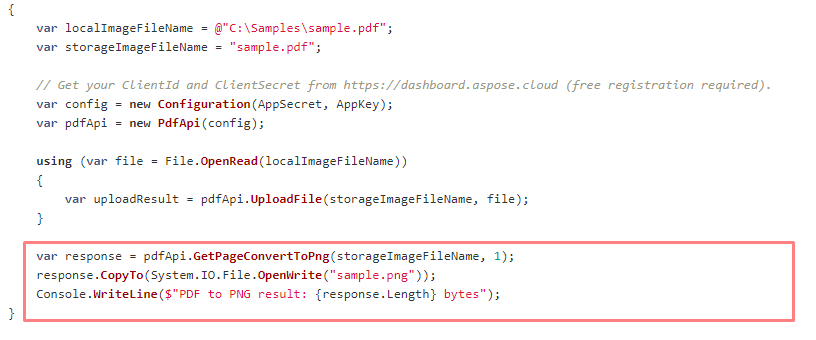 {
var localImageFileName = @"C:\Samples\sample.pdf";
var storageImageFileName = "sample.pdf";
// Get your ClientId and ClientSecret from https://dashboard.aspose.cloud (free registration required).
var config = new Configuration(AppSecret, AppKey);
var pdfApi = new PdfApi(config);
using (var file = File.OpenRead(localImageFileName))
{
var uploadResult = pdfApi.UploadFile(storageImageFileName, file);
}
var response = pdfApi.GetPageConvertToPng(storageImageFileName, 1);
response.CopyTo(System.IO.File.OpenWrite("sample.png"));
Console.WriteLine($"PDF to PNG result: {response.Length} bytes");
}